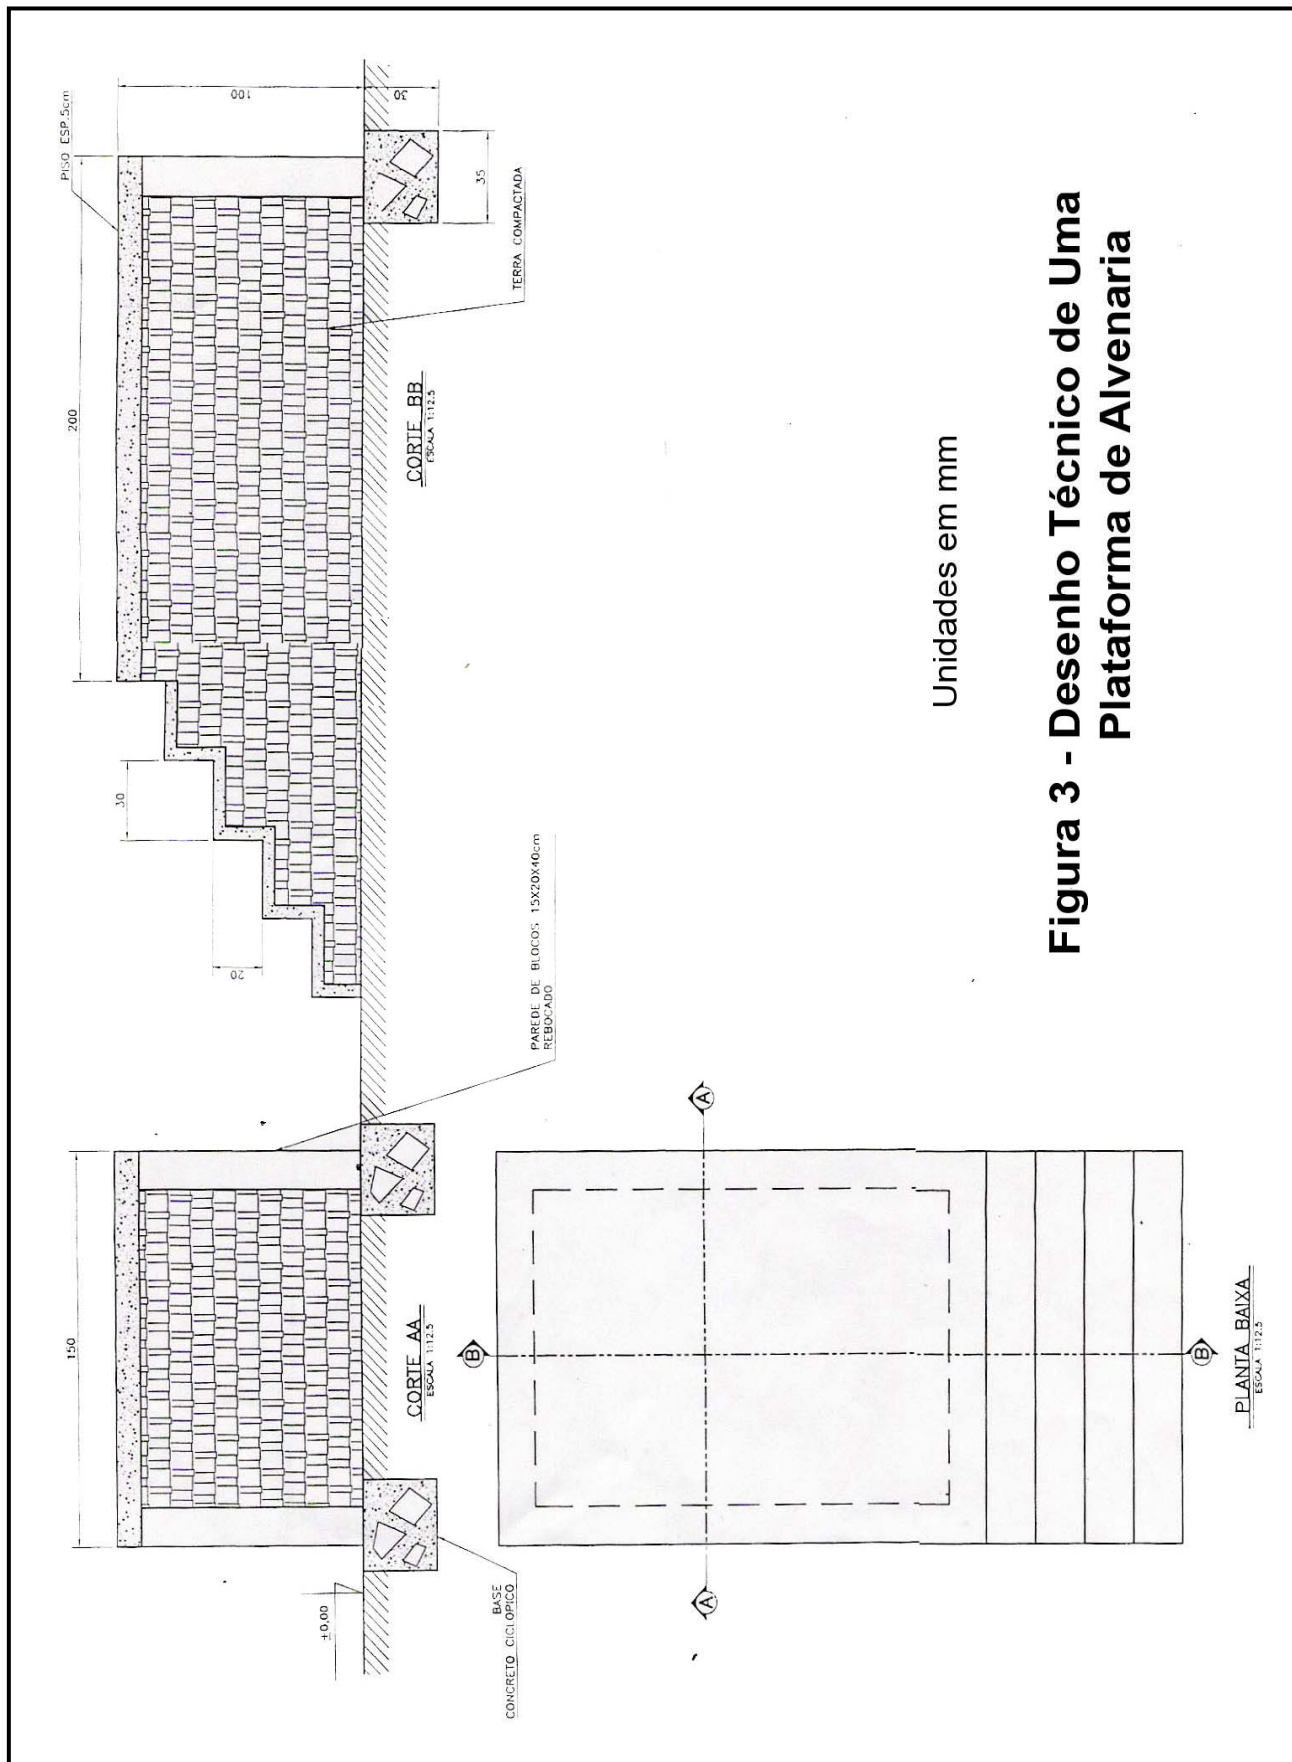 PISO ESP.5cm
100
30
200
35
TERRA COMPACTADA
CORTE BB
ESCALA 1:12.5
30
20
PAREDE DE BLOCOS 15X20X40cm
REBOCADO
150
CORTE AA
ESCALA 1:12.5
±0,00
BASE
CONCRETO CICLOPICO
A
A
B
B
PLANTA BAIXA
ESCALA 1:12.5
Unidades em mm
Figura 3 - Desenho Técnico de Uma
Plataforma de Alvenaria